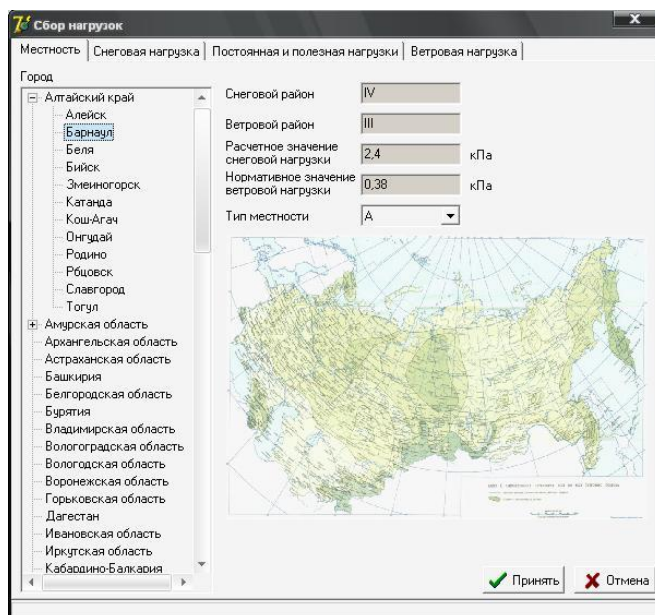 Сбор нагрузок
Местность
Снеговая нагрузка
Постоянная и полезная нагрузки
Ветровая нагрузка
Город
Алтайский край
Алейск
Барнаул
Беля
Бийск
Змеиногорск
Катанда
Кош-Агач
Онгудай
Родино
Рбцовск
Славгород
Тогул
Амурская область
Архангельская область
Астраханская область
Башкирия
Белгородская область
Бурятия
Владимирская область
Вологоградская область
Вологодская область
Воронежская область
Горьковская область
Дагестан
Ивановская область
Иркутская область
Кабардино-Балкария
Снеговой район
IV
Ветровой район
III
Расчетное значение
снеговой нагрузки
2,4
кПа
Нормативное значение
ветровой нагрузки
0,38
кПа
Тип местности
А
Принять
Отмена